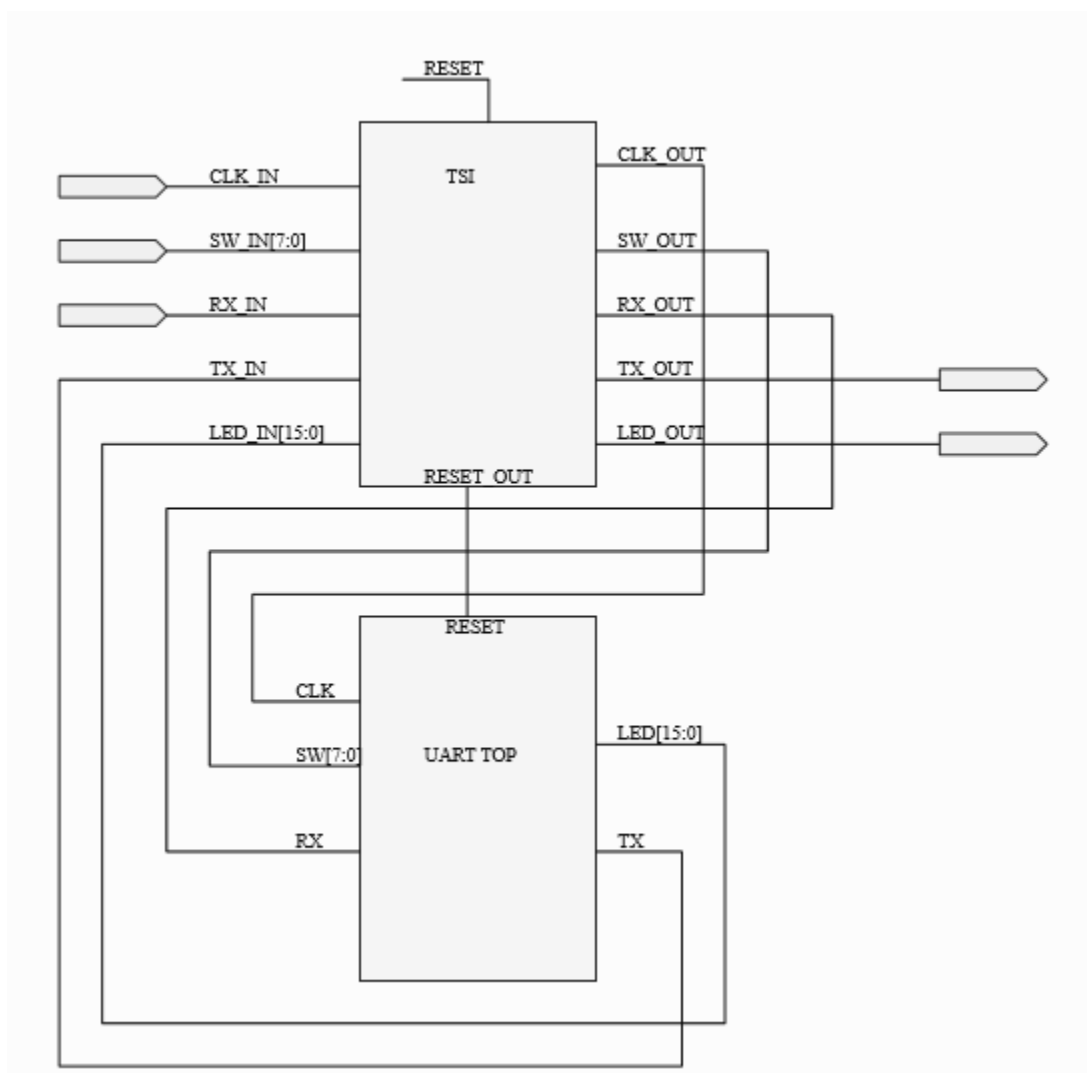 RESET
CLK_OUT
CLK_IN
TSI
SW_IN[7:0]
SW_OUT
RX_IN
RX_OUT
TX_IN
TX_OUT
LED_IN[15:0]
LED_OUT
RESET_OUT
RESET
CLK
LED[15:0]
SW[7:0]
UART TOP
RX
TX